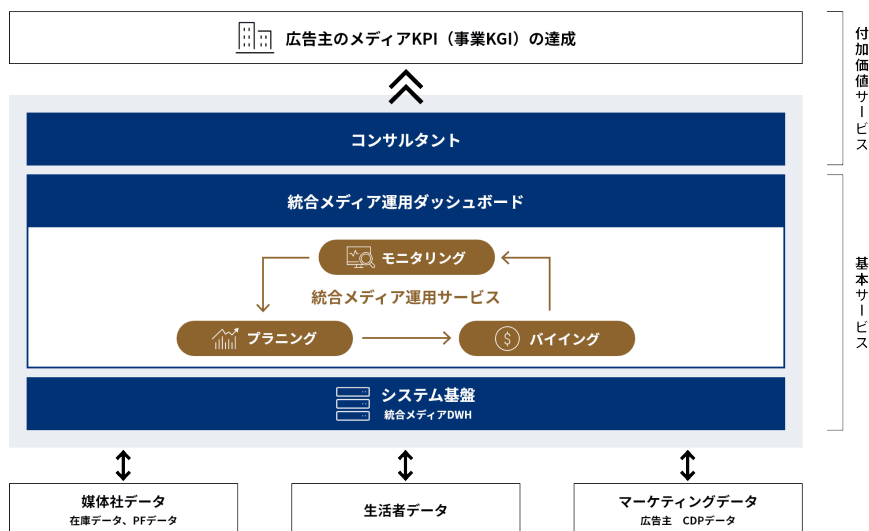 広告主のメディアKPI（事業KGI）の達成
付加価値サービス
コンサルタント
統合メディア運用ダッシュボード
モニタリング
統合メディア運用サービス
プラニング
バイイング
基本サービス
システム基盤
統合メディアDWH
媒体社データ
在庫データ、PFデータ
生活者データ
マーケティングデータ
広告主　CDPデータ